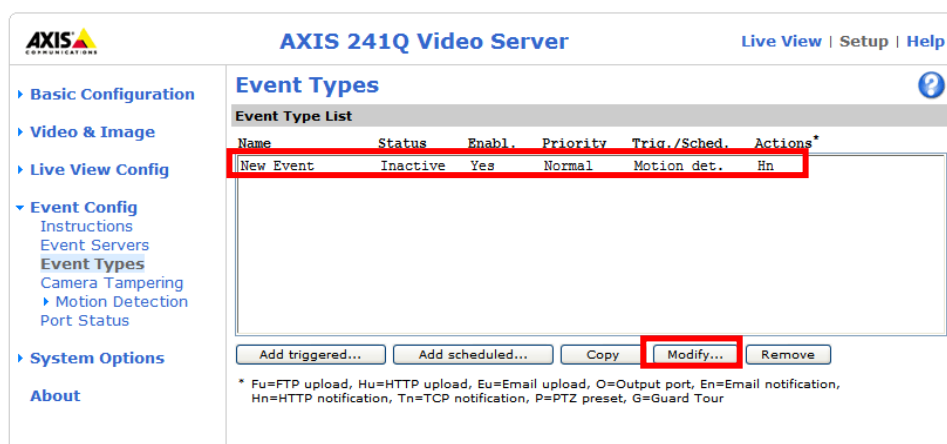 AXIS
COMMUNICATIONS
AXIS 241Q Video Server
Live View | Setup | Help
Basic Configuration
Video & Image
Live View Config
Event Config
Instructions
Event Servers
Event Types
Camera Tampering
Motion Detection
Port Status
System Options
About
Event Types
?
Event Type List
Name Status Enabl. Priority Trig./Sched. Actions*
New Event Inactive Yes Normal Motion det. Hn
Add triggered... Add scheduled... Copy Modify... Remove
* Fu=FTP upload, Hu=HTTP upload, Eu=Email upload, O=Output port, En=Email notification,
Hn=HTTP notification, Tn=TCP notification, P=PTZ preset, G=Guard Tour